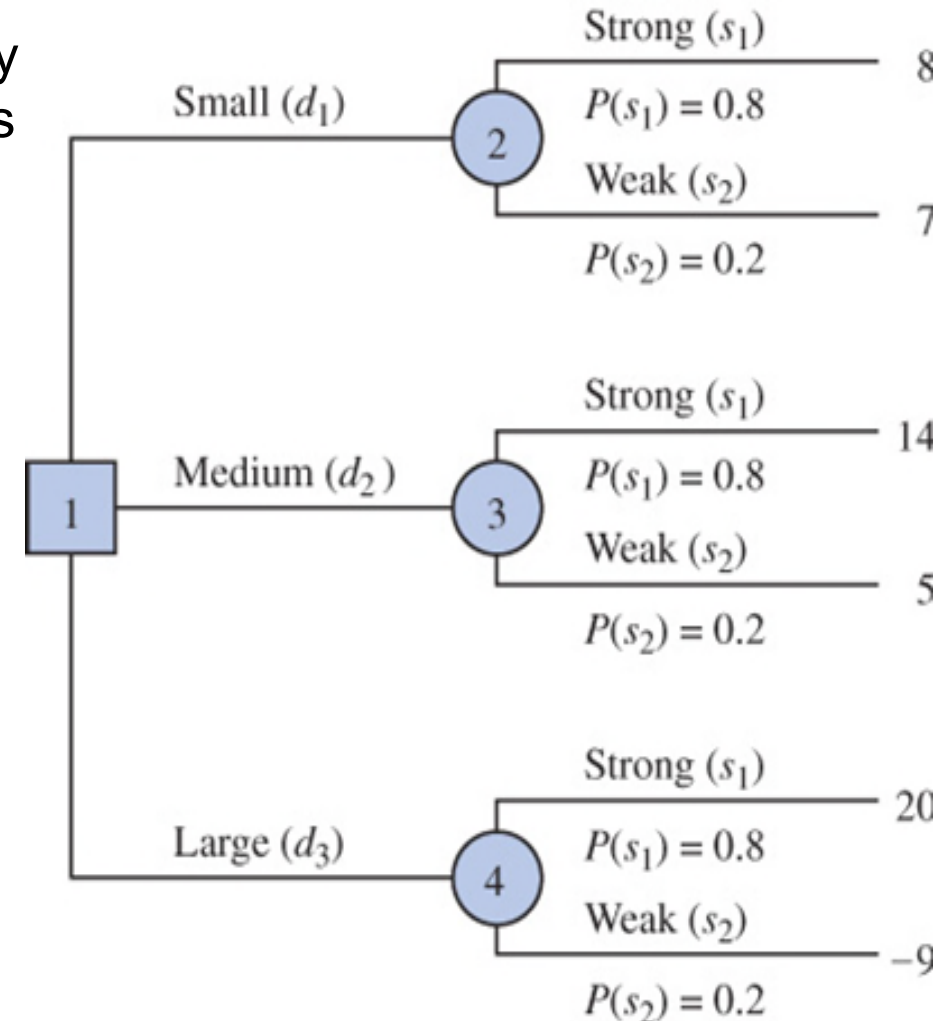 y
s
Strong (s₁)
8
Small (d₁)
P(s₁) = 0.8
2
Weak (s₂)
7
P(s₂) = 0.2
Strong (s₁)
14
Medium (d₂)
P(s₁) = 0.8
1
3
Weak (s₂)
5
P(s₂) = 0.2
Strong (s₁)
20
Large (d₃)
P(s₁) = 0.8
4
Weak (s₂)
–9
P(s₂) = 0.2